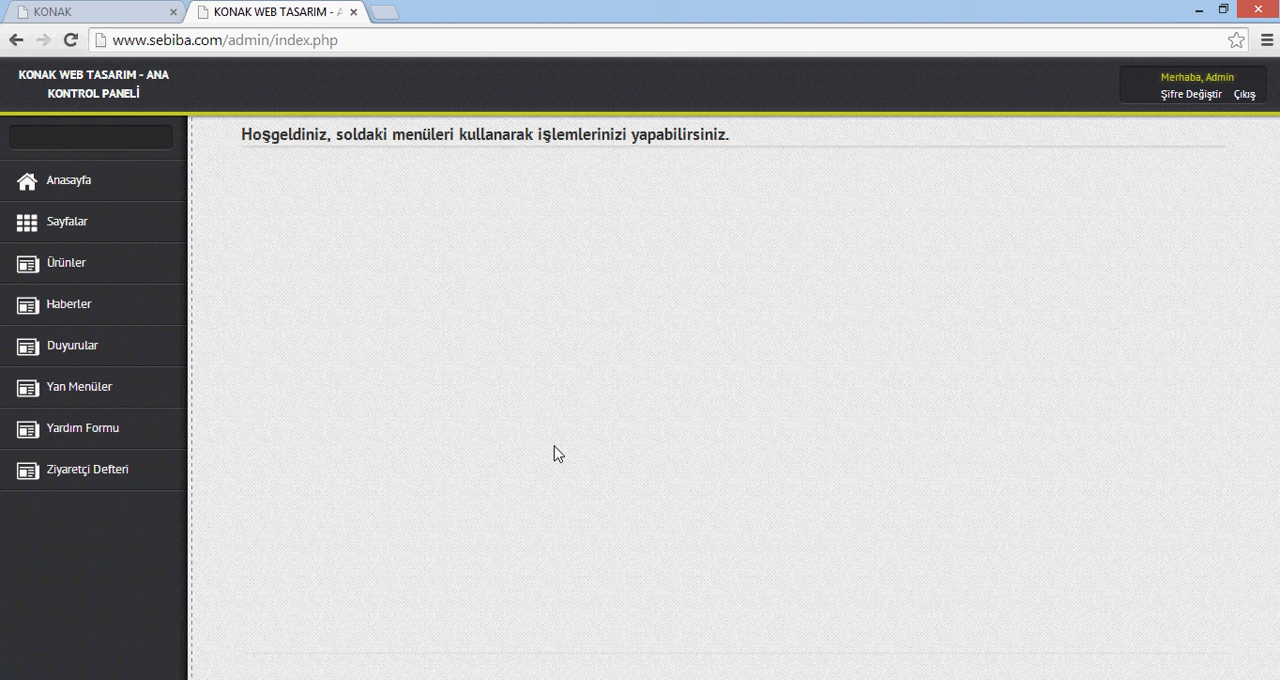 KONAK
KONAK WEB TASARIM - A
www.sebiba.com/admin/index.php
KONAK WEB TASARIM - ANA
KONTROL PANELİ
Merhaba, Admin
Şifre Değiştir Çıkış
Hoşgeldiniz, soldaki menüleri kullanarak işlemlerinizi yapabilirsiniz.
Anasayfa
Sayfalar
Ürünler
Haberler
Duyurular
Yan Menüler
Yardım Formu
Ziyaretçi Defteri